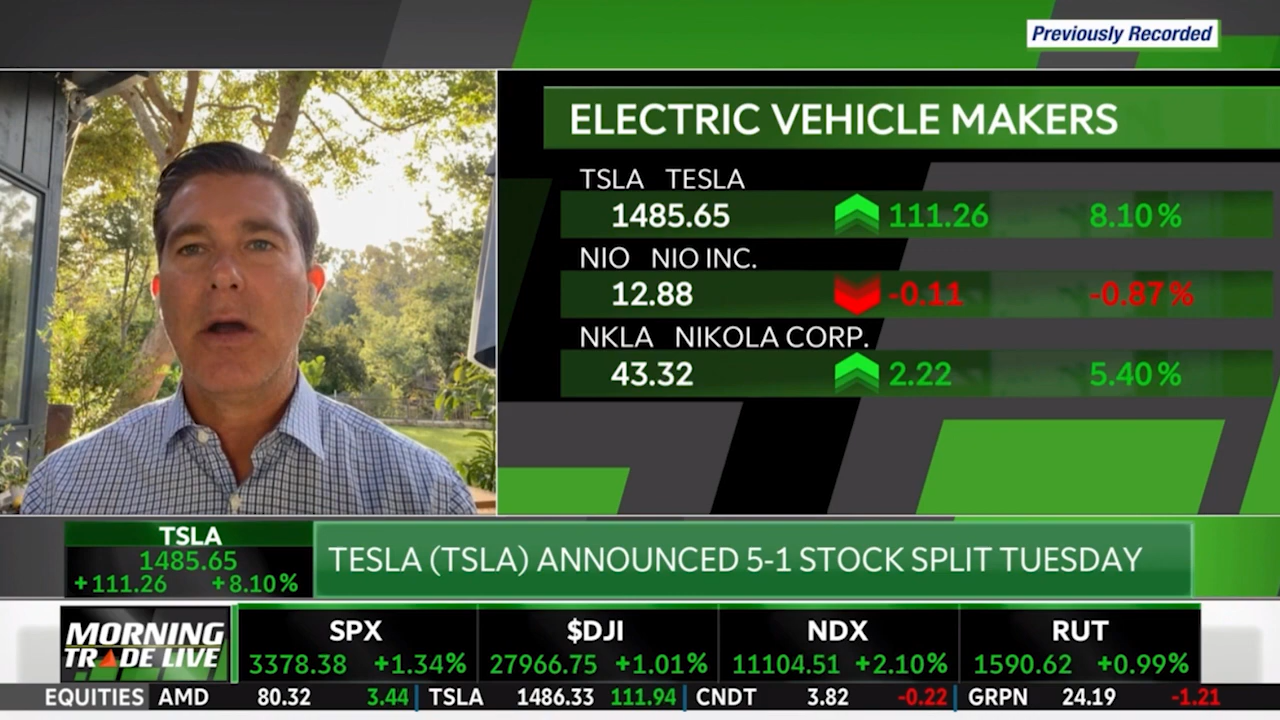 Previously Recorded
ELECTRIC VEHICLE MAKERS
TSLA TESLA
1485.65 111.26 8.10%
NIO NIO INC.
12.88 -0.11 -0.87%
NKLA NIKOLA CORP.
43.32 2.22 5.40%
TSLA
1485.65
+111.26 +8.10%
TESLA (TSLA) ANNOUNCED 5-1 STOCK SPLIT TUESDAY
MORNING
TRADE LIVE
SPX
3378.38 +1.34%
$DJI
27966.75 +1.01%
NDX
11104.51 +2.10%
RUT
1590.62 +0.99%
EQUITIES AMD 80.32 3.44 TSLA 1486.33 111.94 CNDT 3.82 -0.22 GRPN 24.19 -1.21